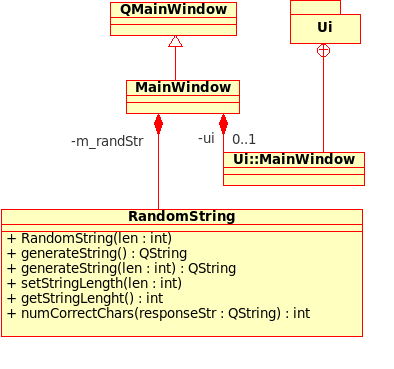 QMainWindow
Ui
MainWindow
-m_randStr
-ui
0..1
Ui::MainWindow
RandomString
+ RandomString(len : int)
+ generateString() : QString
+ generateString(len : int) : QString
+ setStringLength(len : int)
+ getStringLenght() : int
+ numCorrectChars(responseStr : QString) : int